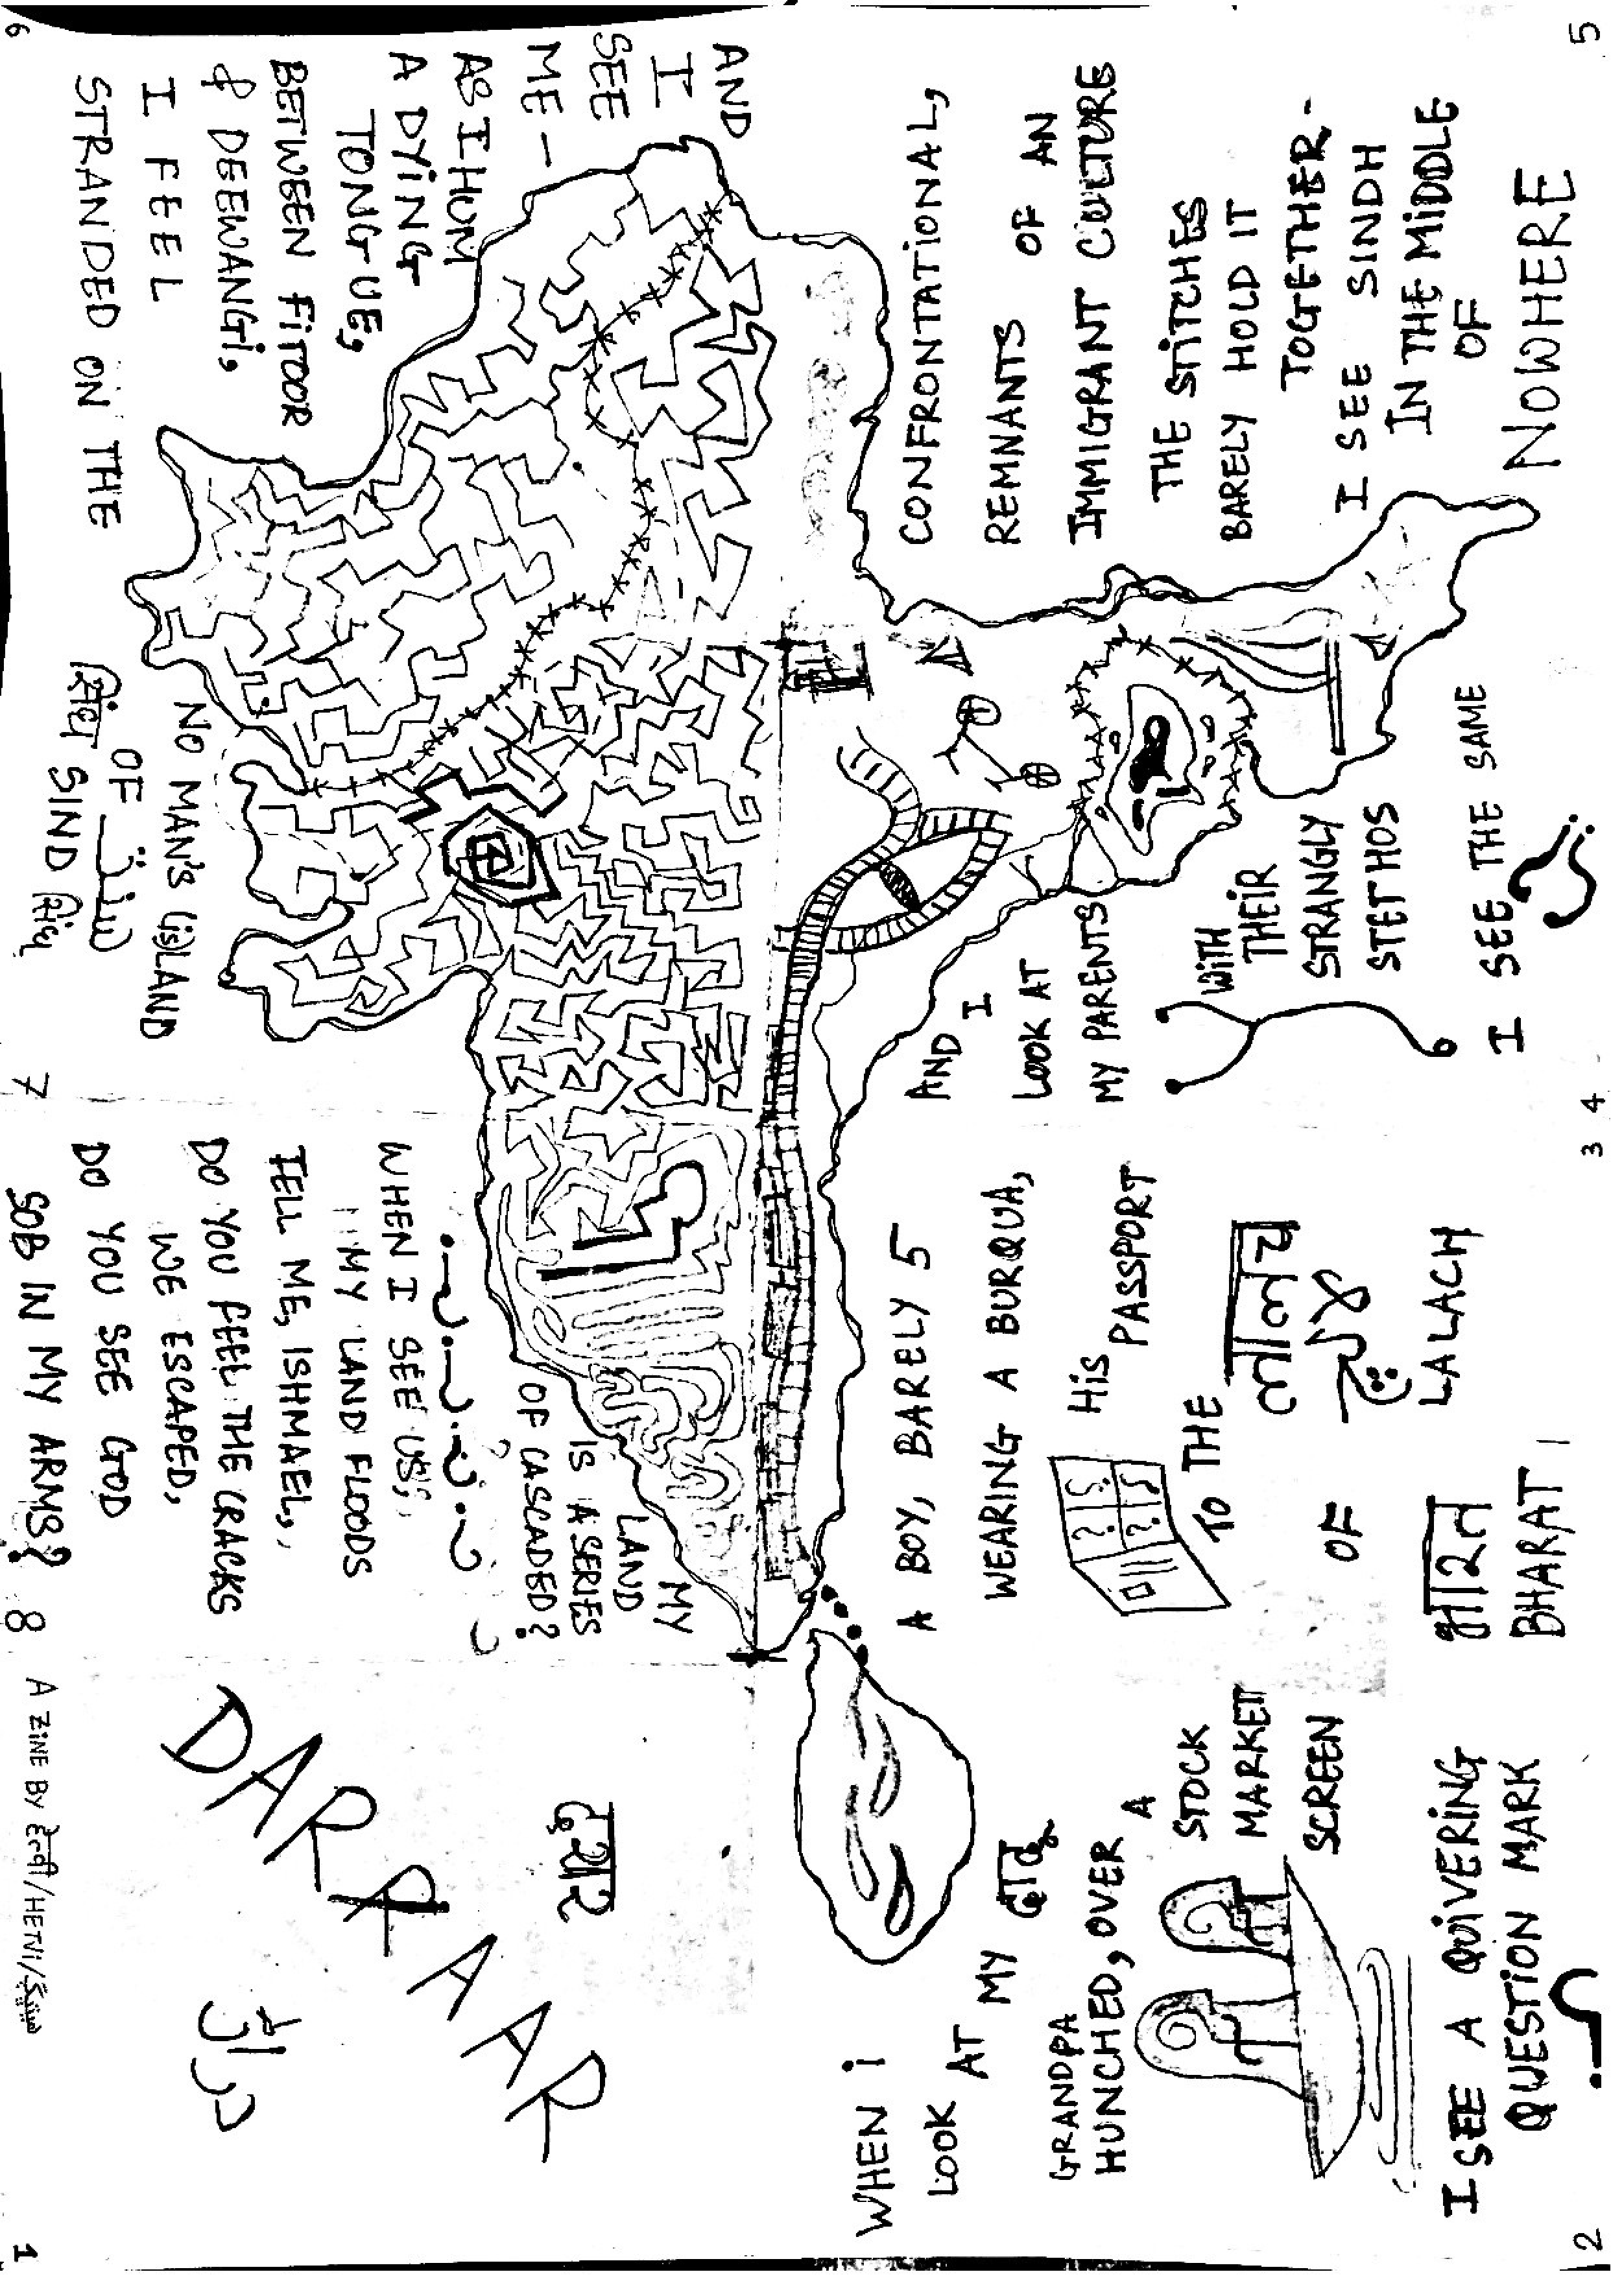 1
DARRAAR
दरार
دراڑ
A ZINE BY हेत्वी/HETVI/
2
WHEN i
LOOK AT
MY दादू
GRANDPA
HUNCHED, OVER
A
STOCK
MARKET
SCREEN
I SEE A QUIVERING
QUESTION MARK
?
3
A BOY, BARELY 5
WEARING A BURQUA,
HIS PASSPORT
TO THE
लालच
لالچ
LALACH
OF
भारत
BHARAT
4
AND I
LOOK AT
MY PARENTS
WITH
THEIR
STRANGLY
STETHOS
I SEE THE SAME
5
CONFRONTATIONAL,
REMNANTS OF AN
IMMIGRANT CULTURE
THE STITCHES
BARELY HOLD IT
TOGETHER -
I SEE SINDH
IN THE MIDDLE
OF
NOWHERE
6
AND
I
SEE
ME -
AS I HUM
A DYING
TONGUE,
BETWEEN FITOOR
& DEEWANGI,
I FEEL
STRANDED ON THE
NO MAN'S (IS)LAND
OF
سنڌ
सिंध SIND सिंध
7
MY
LAND
IS A SERIES
OF CASCADED?
WHEN I SEE US,
MY LAND FLOODS
TELL ME, ISHMAEL,
DO YOU FEEL THE CRACKS
WE ESCAPED,
DO YOU SEE GOD
SOB IN MY ARMS?
8